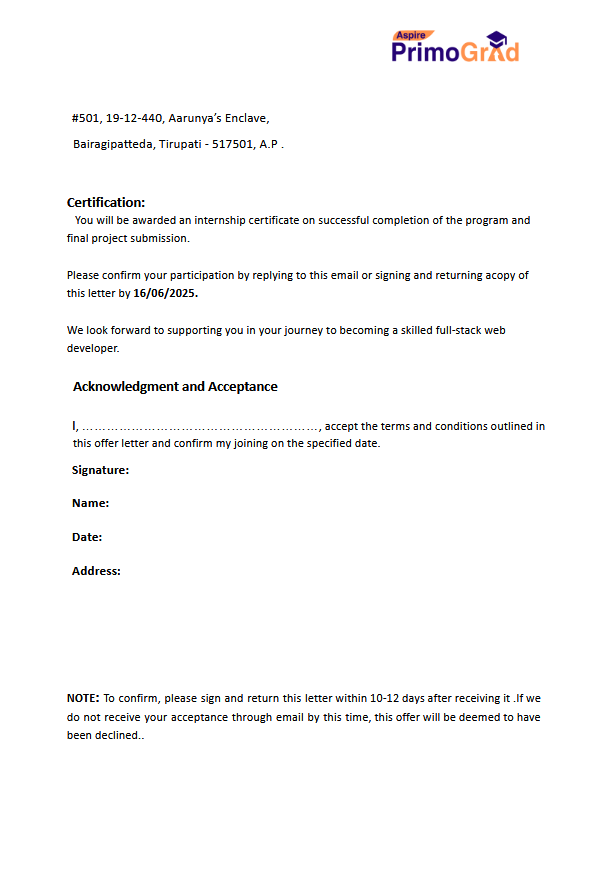 Aspire
PrimoGrad
#501, 19-12-440, Aarunya’s Enclave,
Bairagipatteda, Tirupati - 517501, A.P .
Certification:
You will be awarded an internship certificate on successful completion of the program and
final project submission.
Please confirm your participation by replying to this email or signing and returning acopy of
this letter by 16/06/2025.
We look forward to supporting you in your journey to becoming a skilled full-stack web
developer.
Acknowledgment and Acceptance
I, ……………………………………………………, accept the terms and conditions outlined in
this offer letter and confirm my joining on the specified date.
Signature:
Name:
Date:
Address:
NOTE: To confirm, please sign and return this letter within 10-12 days after receiving it .If we
do not receive your acceptance through email by this time, this offer will be deemed to have
been declined..